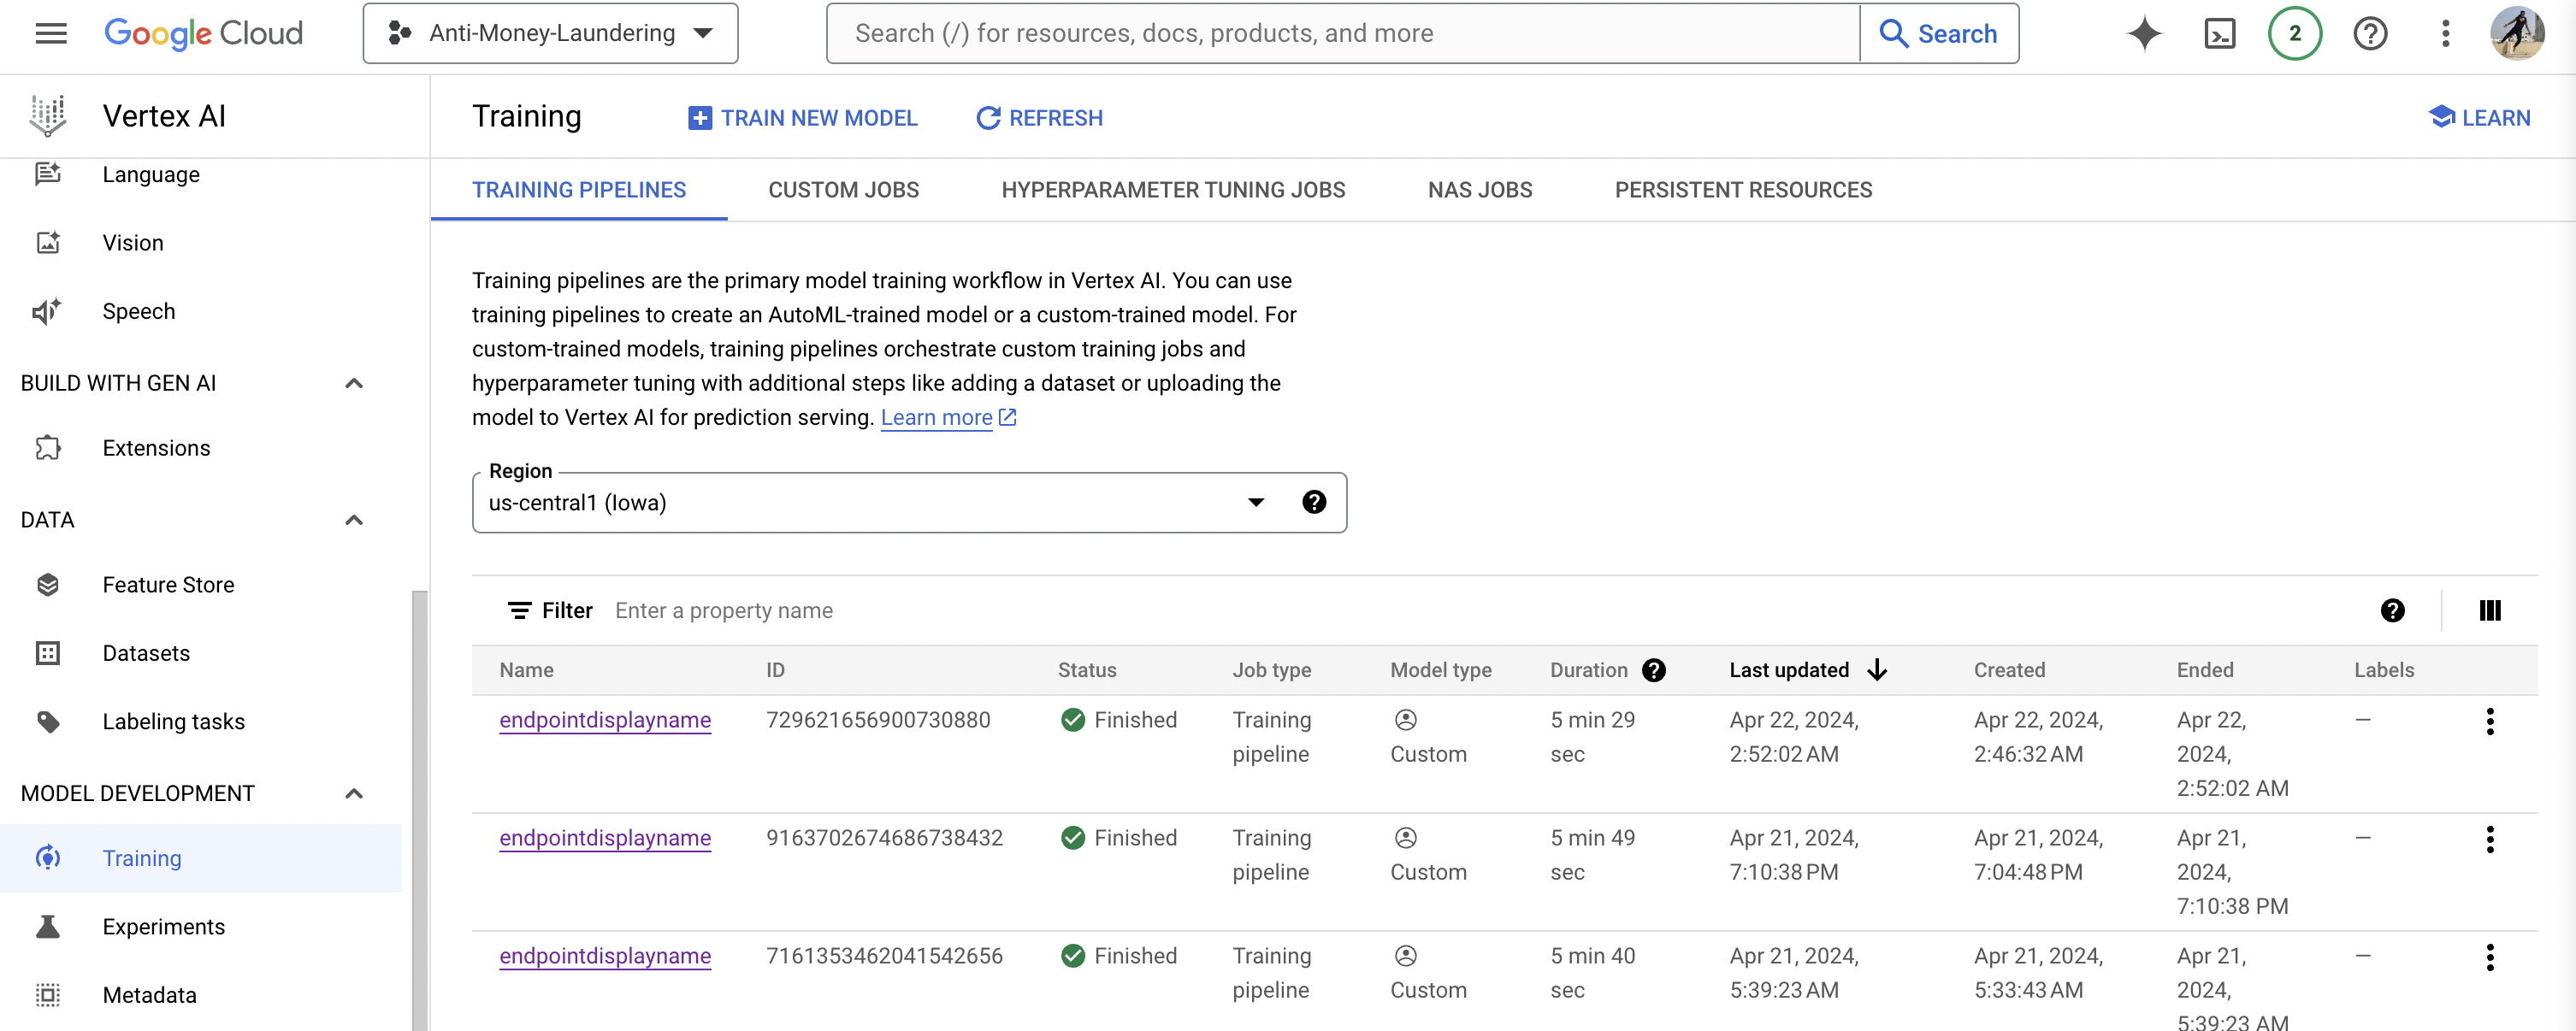 Google Cloud
Anti-Money-Laundering
Search (/) for resources, docs, products, and more
Search
2
Vertex AI
Language
Vision
Speech
BUILD WITH GEN AI
Extensions
DATA
Feature Store
Datasets
Labeling tasks
MODEL DEVELOPMENT
Training
Experiments
Metadata
Training
TRAIN NEW MODEL
REFRESH
LEARN
TRAINING PIPELINES
CUSTOM JOBS
HYPERPARAMETER TUNING JOBS
NAS JOBS
PERSISTENT RESOURCES
Training pipelines are the primary model training workflow in Vertex AI. You can use
training pipelines to create an AutoML-trained model or a custom-trained model. For
custom-trained models, training pipelines orchestrate custom training jobs and
hyperparameter tuning with additional steps like adding a dataset or uploading the
model to Vertex AI for prediction serving. Learn more
Region
us-central1 (Iowa)
Filter Enter a property name
Name ID Status Job type Model type Duration Last updated Created Ended Labels
endpointdisplayname 729621656900730880 Finished Training 5 min 29 Apr 22, 2024, Apr 22, 2024, Apr 22, –
pipeline Custom sec 2:52:02 AM 2:46:32 AM 2024,
2:52:02 AM
endpointdisplayname 9163702674686738432 Finished Training 5 min 49 Apr 21, 2024, Apr 21, 2024, Apr 21, –
pipeline Custom sec 7:10:38 PM 7:04:48 PM 2024,
7:10:38 PM
endpointdisplayname 7161353462041542656 Finished Training 5 min 40 Apr 21, 2024, Apr 21, 2024, Apr 21, –
pipeline Custom sec 5:39:23 AM 5:33:43 AM 2024,
5:39:23 AM